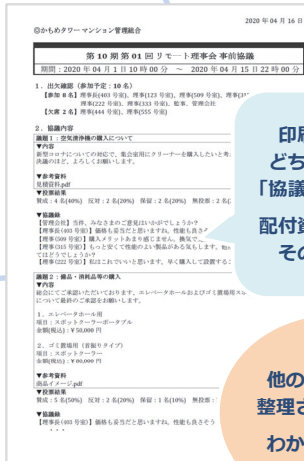 2020 年 04 月 16 日
◎かもめタワーマンション管理組合
第 10 期 第 01 回 リモート理事会 事前協議
期間：2020 年 04 月 1 日 10 時 00 分 ～ 2020 年 04 月 15 日 22 時 00 分
1．出欠確認（参加予定：10 名）
【参加 8 名】理事長(403 号室)、理事(123 号室)、理事(509 号室)、理事(31
理事(222 号室)、理事(333 号室)、監事、管理会社
【欠席 2 名】理事(444 号室)、理事(555 号室)
2．協議内容
議題 1：空気清浄機の購入について
▼内容
新型コロナについての対応で、集会室用にクリーナーを購入したいと考
決議のほど、よろしくお願いします。
▼参考資料
見積資料.pdf
▼投票結果
賛成：4 名(40%) 反対：2 名(20%) 保留：2 名(20%) 無投票：2 名(
▼協議録
【管理会社】当件、みなさまのご意見はいかがでしょうか？
【理事長(403 号室)】価格も妥当だと思いますね。性能も良さそ
【理事(509 号室)】購入メリットあまり感じません。換気で
【理事(315 号室)】もっと安くて性能のよい製品がある気もします。他
てはどうでしょうか？
【理事(222 号室)】私はこれでいいと思います。早く購入して設置する
議題 2：備品・消耗品等の購入
▼内容
総会にてご承認いただいております、エレベータホールおよびゴミ置場用ス
について最終のご承認をお願いします。
1．エレベータホール用
項目：スポットクーラーポータブル
金額(税込)：￥50,000 円
2．ゴミ置場用（首振りタイプ）
項目：スポットクーラー
金額(税込)：￥80,000 円
▼参考資料
商品イメージ.pdf
▼投票結果
賛成：5 名(50%) 反対：2 名(20%) 保留：1 名(10%) 無投票：
▼協議録
【理事長(403 号室)】価格も妥当だと思いますね。性能も良さそう
・・・
印刷
どち
「協議
配付資
その
他の
整理さ
わか